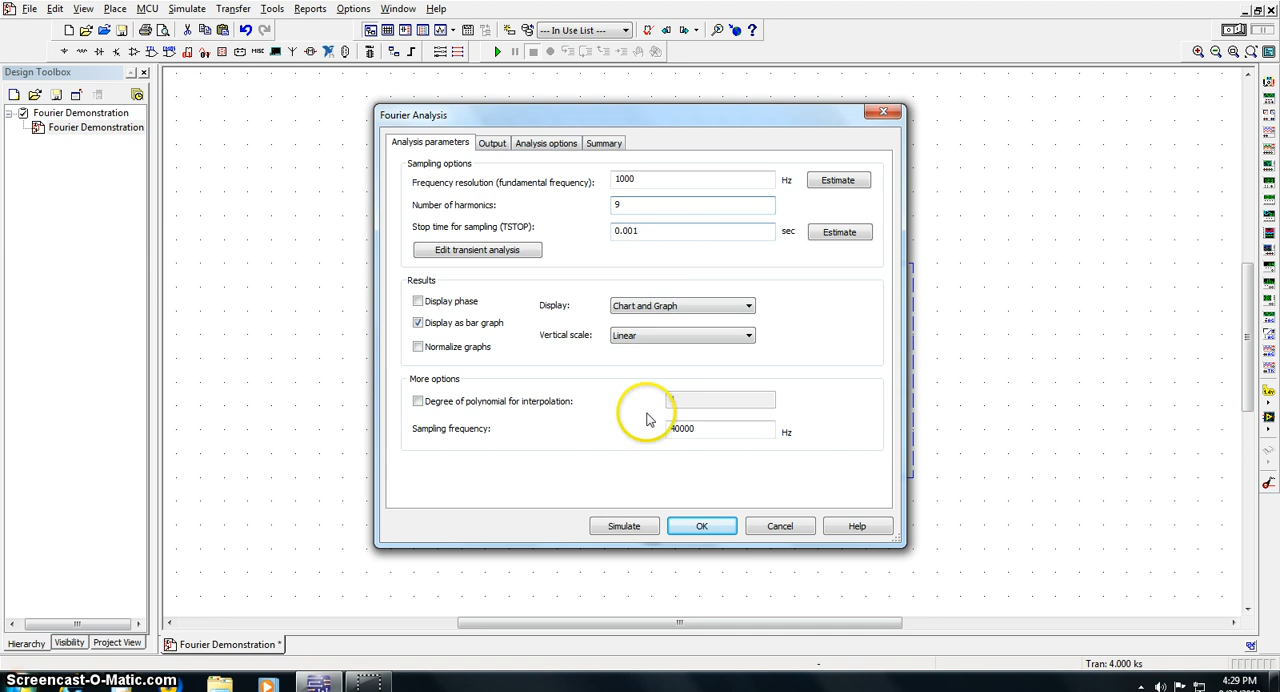 File Edit View Place MCU Simulate Transfer Tools Reports Options Window Help
--- In Use List ---
MISC
Design Toolbox
Fourier Demonstration
Fourier Demonstration
Fourier Analysis
Analysis parameters Output Analysis options Summary
Sampling options
Frequency resolution (fundamental frequency): 1000 Hz Estimate
Number of harmonics: 9
Stop time for sampling (TSTOP): 0.001 sec Estimate
Edit transient analysis
Results
Display phase Display: Chart and Graph
Display as bar graph Vertical scale: Linear
Normalize graphs
More options
Degree of polynomial for interpolation:
Sampling frequency: 40000 Hz
Simulate OK Cancel Help
Hierarchy Visibility Project View
Fourier Demonstration *
Tran: 4.000 ks
Screencast-O-Matic.com
4:29 PM